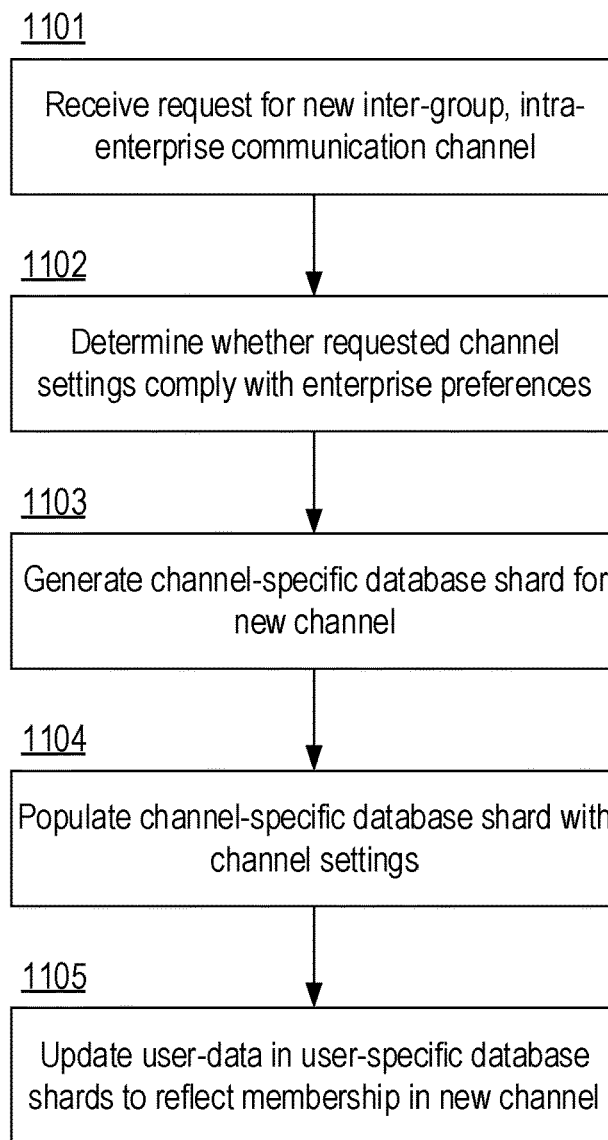 1101
Receive request for new inter-group, intra-
enterprise communication channel
1102
Determine whether requested channel
settings comply with enterprise preferences
1103
Generate channel-specific database shard for
new channel
1104
Populate channel-specific database shard with
channel settings
1105
Update user-data in user-specific database
shards to reflect membership in new channel